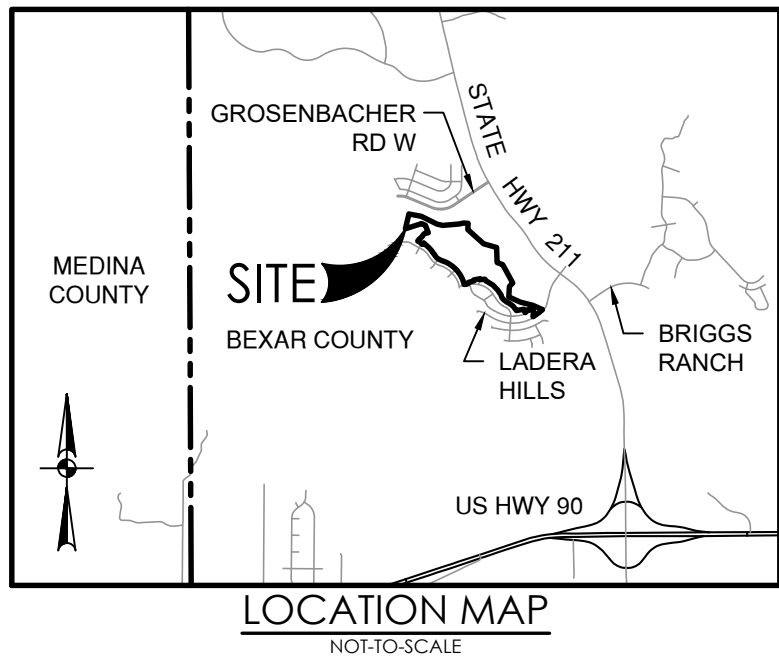 GROSENBACHER
RD W
STATE HWY 211
MEDINA
COUNTY
SITE
BEXAR COUNTY
LADERA
HILLS
BRIGGS
RANCH
US HWY 90
LOCATION MAP
NOT-TO-SCALE